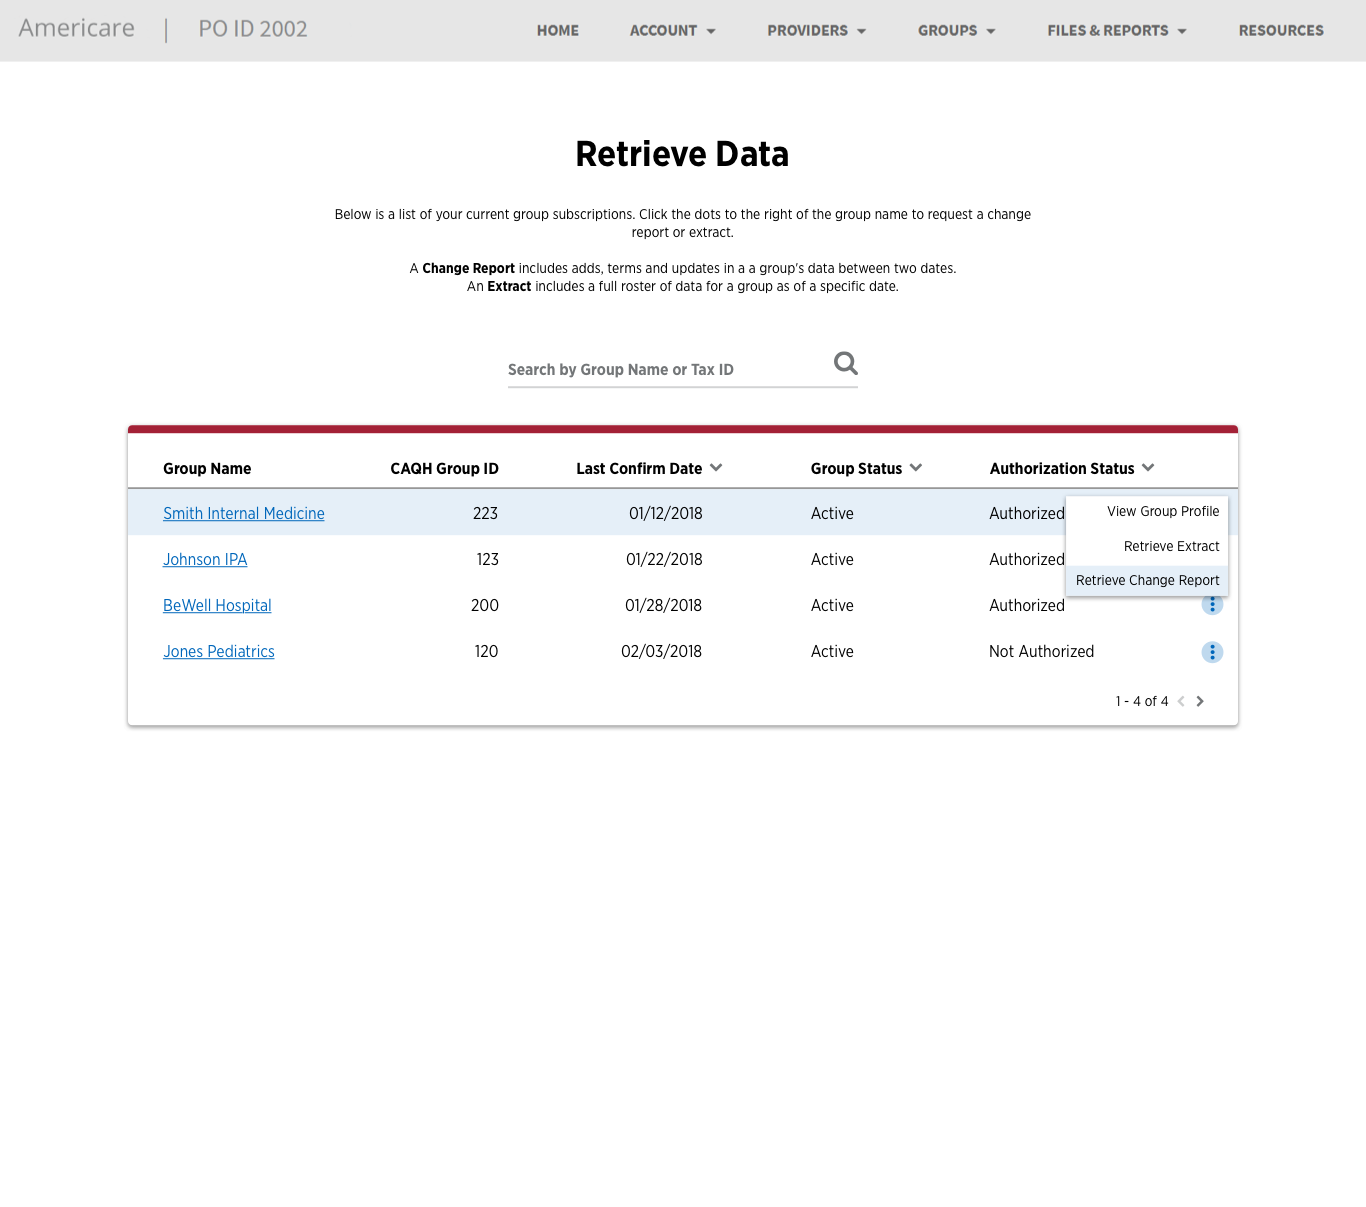 Americare | PO ID 2002 HOME ACCOUNT PROVIDERS GROUPS FILES & REPORTS RESOURCES
Retrieve Data
Below is a list of your current group subscriptions. Click the dots to the right of the group name to request a change
report or extract.
A Change Report includes adds, terms and updates in a a group's data between two dates.
An Extract includes a full roster of data for a group as of a specific date.
Search by Group Name or Tax ID
Group Name CAQH Group ID Last Confirm Date Group Status Authorization Status
Smith Internal Medicine 223 01/12/2018 Active Authorized
View Group Profile
Retrieve Extract
Retrieve Change Report
Johnson IPA 123 01/22/2018 Active Authorized
BeWell Hospital 200 01/28/2018 Active Authorized
Jones Pediatrics 120 02/03/2018 Active Not Authorized
1 - 4 of 4